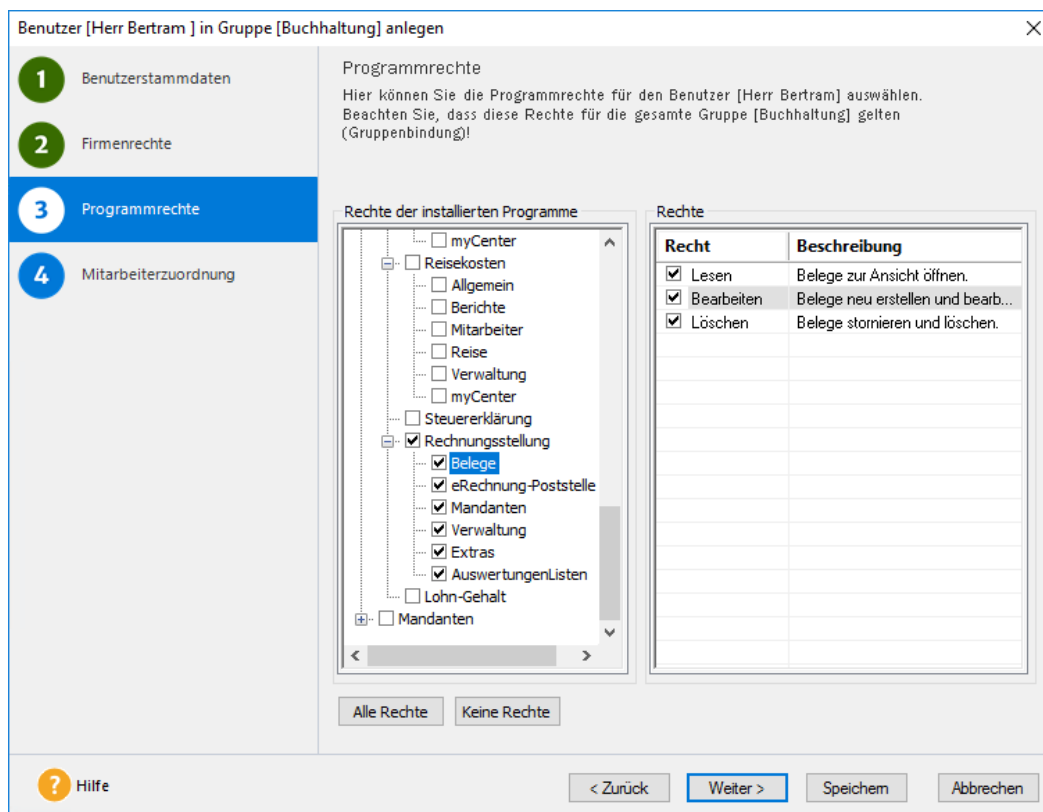 Benutzer [Herr Bertram ] in Gruppe [Buchhaltung] anlegen
1 Benutzerstammdaten
2 Firmenrechte
3 Programmrechte
4 Mitarbeiterzuordnung
Programmrechte
Hier können Sie die Programmrechte für den Benutzer [Herr Bertram] auswählen.
Beachten Sie, dass diese Rechte für die gesamte Gruppe [Buchhaltung] gelten
(Gruppenbindung)!
Rechte der installierten Programme
myCenter
Reisekosten
Allgemein
Berichte
Mitarbeiter
Reise
Verwaltung
myCenter
Steuererklärung
Rechnungsstellung
Belege
eRechnung-Poststelle
Mandanten
Verwaltung
Extras
AuswertungenListen
Lohn-Gehalt
Mandanten
Rechte
Recht Beschreibung
Lesen Belege zur Ansicht öffnen.
Bearbeiten Belege neu erstellen und bearb...
Löschen Belege stornieren und löschen.
Alle Rechte Keine Rechte
? Hilfe
< Zurück Weiter > Speichern Abbrechen